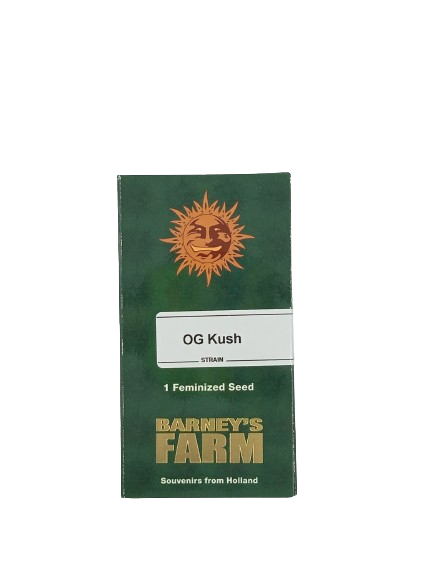 OG Kush
STRAIN
1 Feminized Seed
BARNEY'S
FARM
Souvenirs from Holland